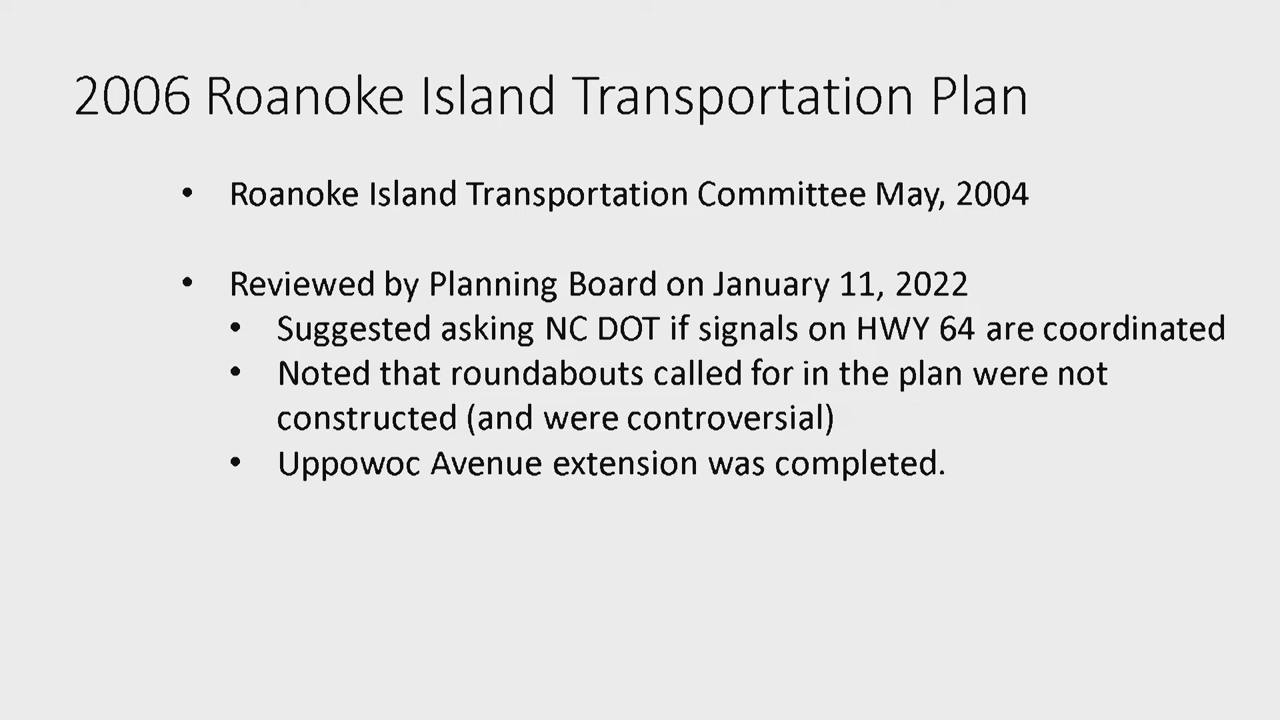 2006 Roanoke Island Transportation Plan
• Roanoke Island Transportation Committee May, 2004
• Reviewed by Planning Board on January 11, 2022
• Suggested asking NC DOT if signals on HWY 64 are coordinated
• Noted that roundabouts called for in the plan were not
constructed (and were controversial)
• Uppowoc Avenue extension was completed.